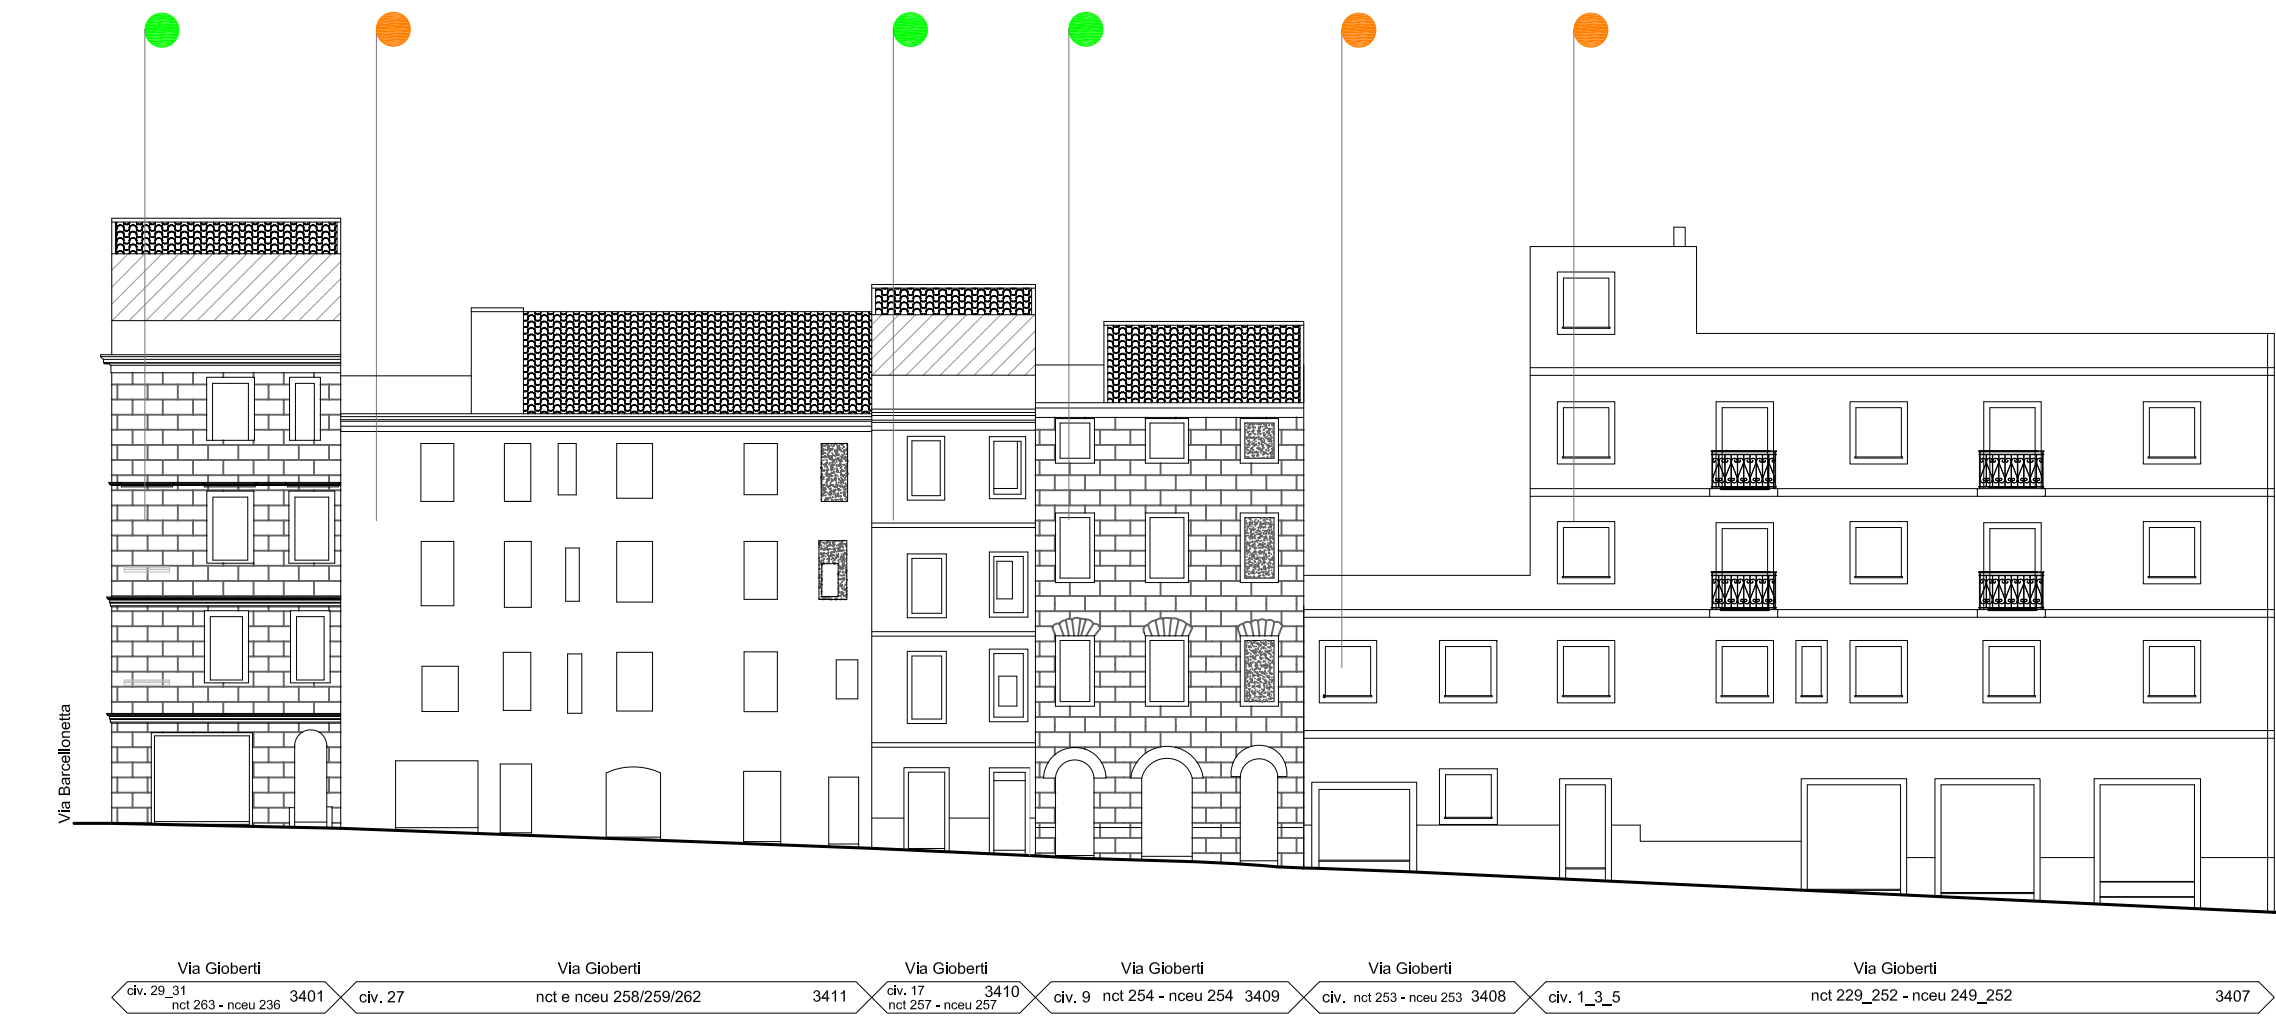 Via Barcellonetta
Via Gioberti
civ. 29_31
nct 263 - nceu 236
3401
Via Gioberti
civ. 27
nct e nceu 258/259/262
3411
Via Gioberti
civ. 17
nct 257 - nceu 257
3410
Via Gioberti
civ. 9
nct 254 - nceu 254
3409
Via Gioberti
civ.
nct 253 - nceu 253
3408
Via Gioberti
civ. 1_3_5
nct 229_252 - nceu 249_252
3407